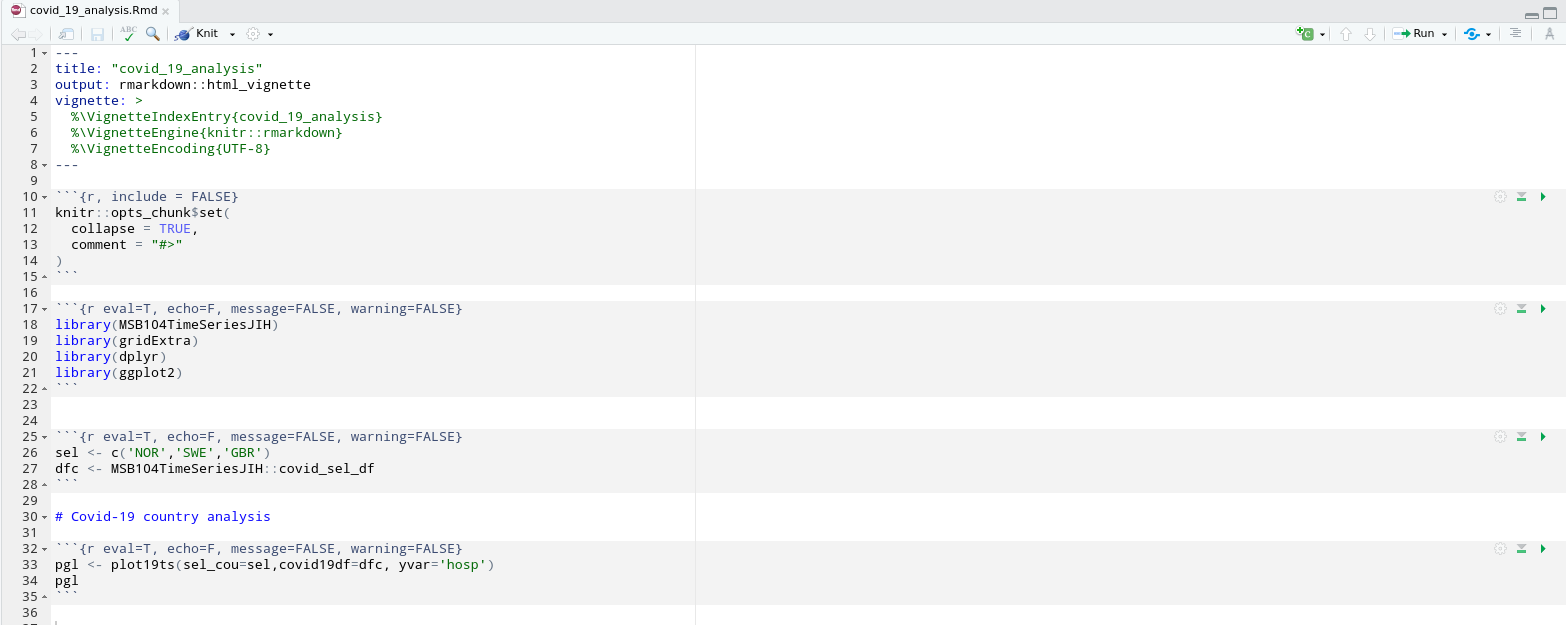 covid_19_analysis.Rmd
ABC Knit Run
1 ---
2 title: "covid_19_analysis"
3 output: rmarkdown::html_vignette
4 vignette: >
5   %\VignetteIndexEntry{covid_19_analysis}
6   %\VignetteEngine{knitr::rmarkdown}
7   %\VignetteEncoding{UTF-8}
8 ---
9
10 ```{r, include = FALSE}
11 knitr::opts_chunk$set(
12   collapse = TRUE,
13   comment = "#>"
14 )
15 ```
16
17 ```{r eval=T, echo=F, message=FALSE, warning=FALSE}
18 library(MSB104TimeSeriesJIH)
19 library(gridExtra)
20 library(dplyr)
21 library(ggplot2)
22 ```
23
24
25 ```{r eval=T, echo=F, message=FALSE, warning=FALSE}
26 sel <- c('NOR','SWE','GBR')
27 dfc <- MSB104TimeSeriesJIH::covid_sel_df
28 ```
29
30 # Covid-19 country analysis
31
32 ```{r eval=T, echo=F, message=FALSE, warning=FALSE}
33 pgl <- plot19ts(sel_cou=sel,covid19df=dfc, yvar='hosp')
34 pgl
35 ```
36